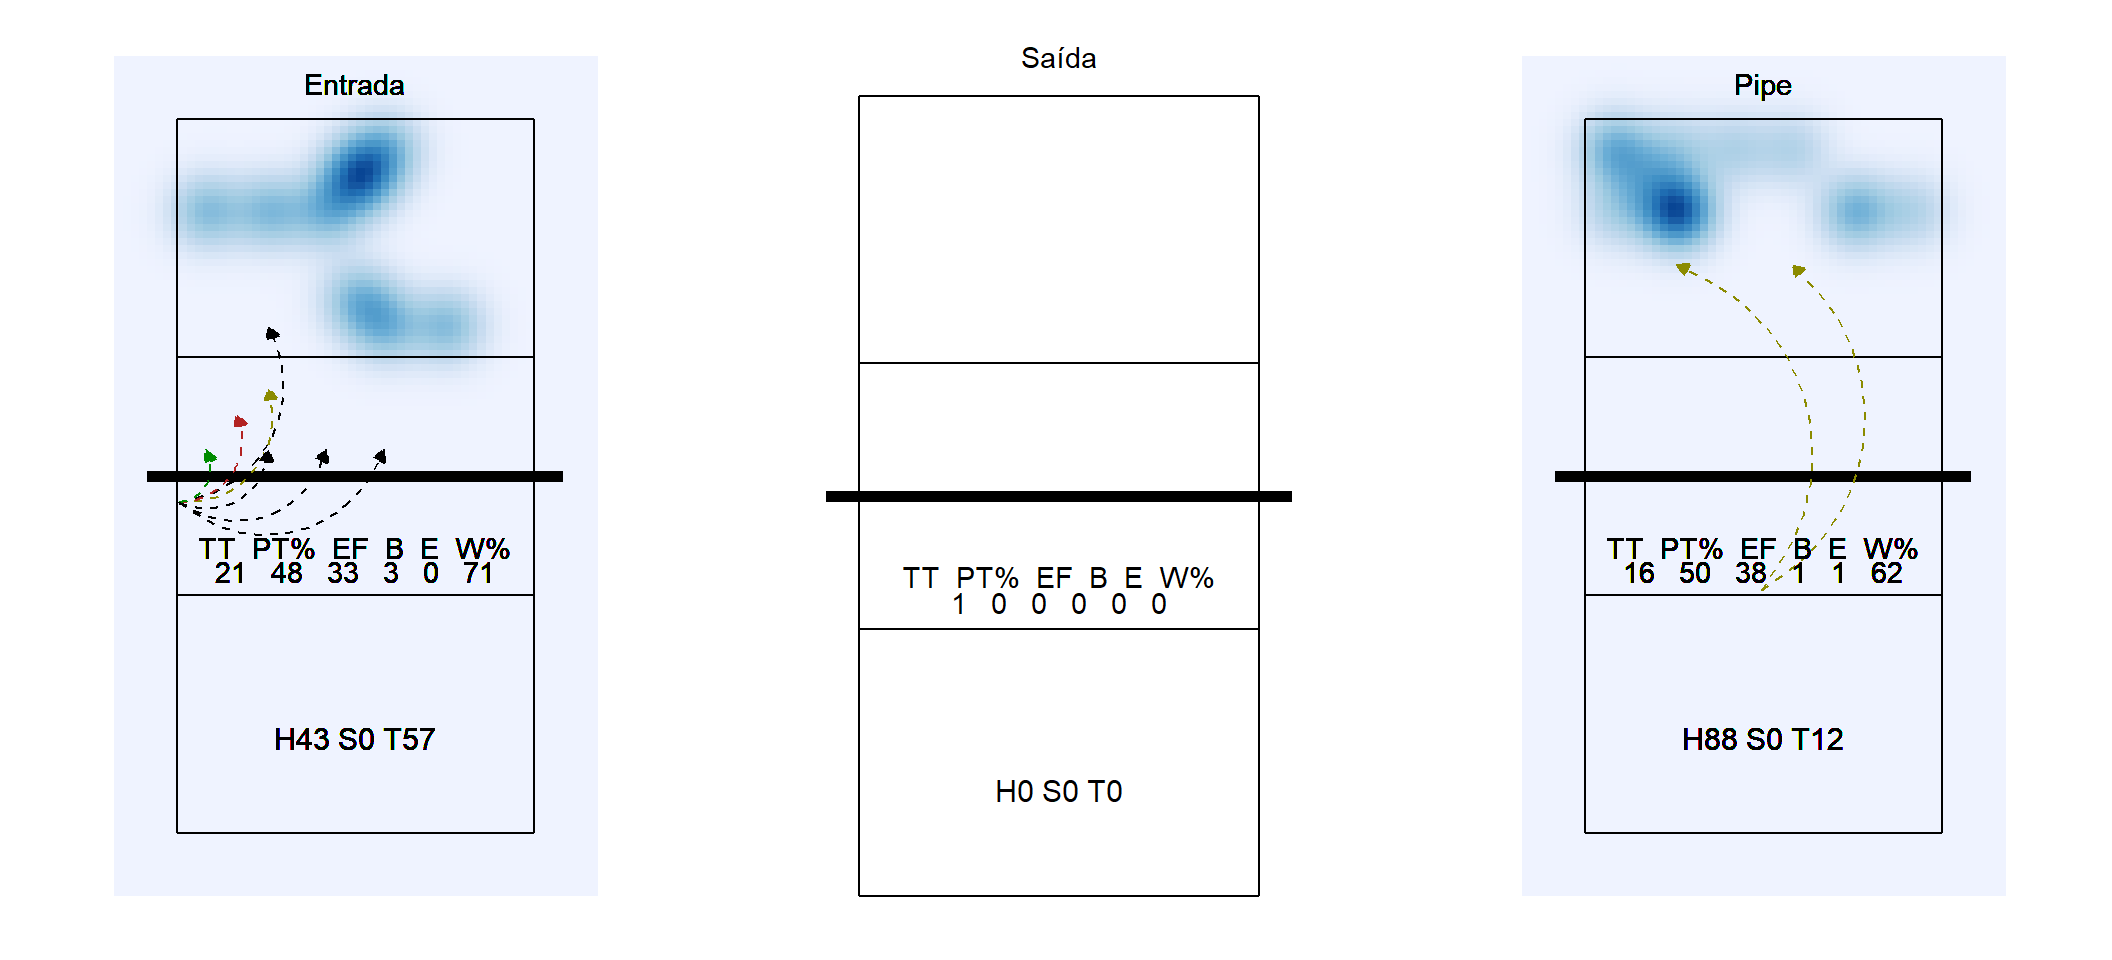 Entrada
TT PT% EF B E W%
21 48 33 3 0 71
H43 S0 T57
Saída
TT PT% EF B E W%
1 0 0 0 0 0
H0 S0 T0
Pipe
TT PT% EF B E W%
16 50 38 1 1 62
H88 S0 T12